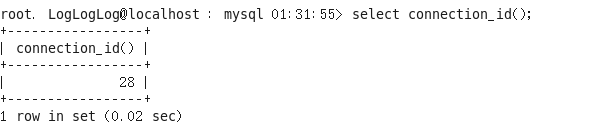 root. LogLogLog@localhost : mysql 01:31:55> select connection_id();
+-----------------+
| connection_id() |
+-----------------+
|              28 |
+-----------------+
1 row in set (0.02 sec)